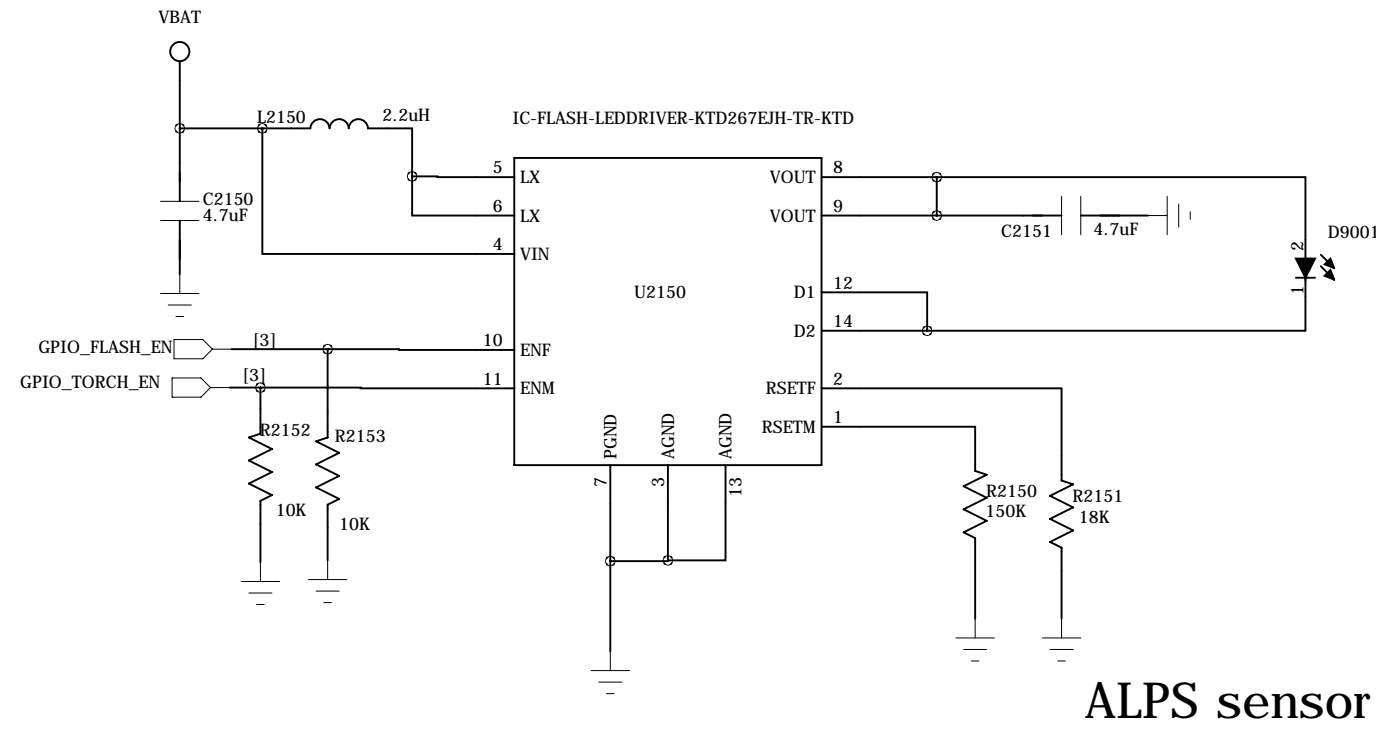 VBAT
L2150 2.2uH
IC-FLASH-LEDDRIVER-KTD267EJH-TR-KTD
C2150
4.7uF
5 LX
6 LX
4 VIN
VOUT 8
VOUT 9
C2151 4.7uF
D9001
2
1
U2150
D1 12
D2 14
GPIO_FLASH_EN [3] 10 ENF
GPIO_TORCH_EN [3] 11 ENM
RSETF 2
RSETM 1
PGND AGND AGND
7 3 13
R2152 R2153
10K 10K
R2150
150K
R2151
18K
ALPS sensor